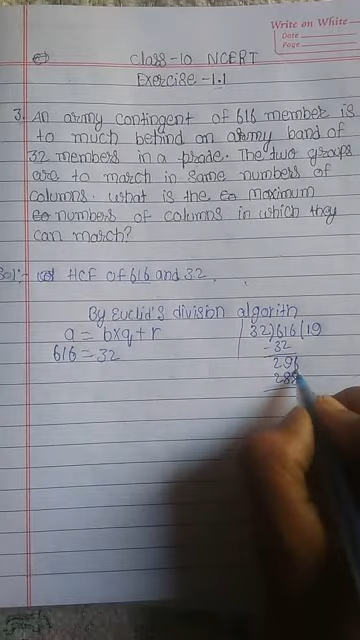 Write on White
Date
Page
Class-10 NCERT
Exercise-1.1
3. An army contingent of 616 member is
to much behind an army band of
32 members in a prade. The two groups
are to march in same numbers of
columns. what is the maximum
numbers of columns in which they
can march?
Sol:- HCF of 616 and 32.
By Euclid's division algorith
a = b×q+r
616 = 32
32)616(19
-32
296
288